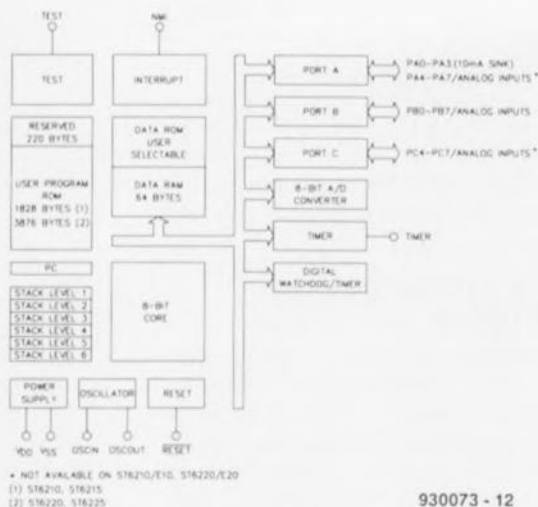 TEST
NMI
TEST
INTERRUPT
RESERVED
220 BYTES
USER PROGRAM
ROM
1828 BYTES (1)
3876 BYTES (2)
DATA ROM
USER
SELECTABLE
DATA RAM
64 BYTES
PC
STACK LEVEL 1
STACK LEVEL 2
STACK LEVEL 3
STACK LEVEL 4
STACK LEVEL 5
STACK LEVEL 6
8-BIT
CORE
POWER
SUPPLY
OSCILLATOR
RESET
VDD VSS OSCIN OSCOUT RESET
PORT A
PA0-PA3 (10mA SINK)
PA4-PA7/ANALOG INPUTS *
PORT B
PB0-PB7/ANALOG INPUTS
PORT C
PC4-PC7/ANALOG INPUTS *
8-BIT A/D
CONVERTER
TIMER
TIMER
DIGITAL
WATCHDOG/TIMER
* NOT AVAILABLE ON ST6210/E10, ST6220/E20
(1) ST6210, ST6215
(2) ST6220, ST6225
930073 - 12